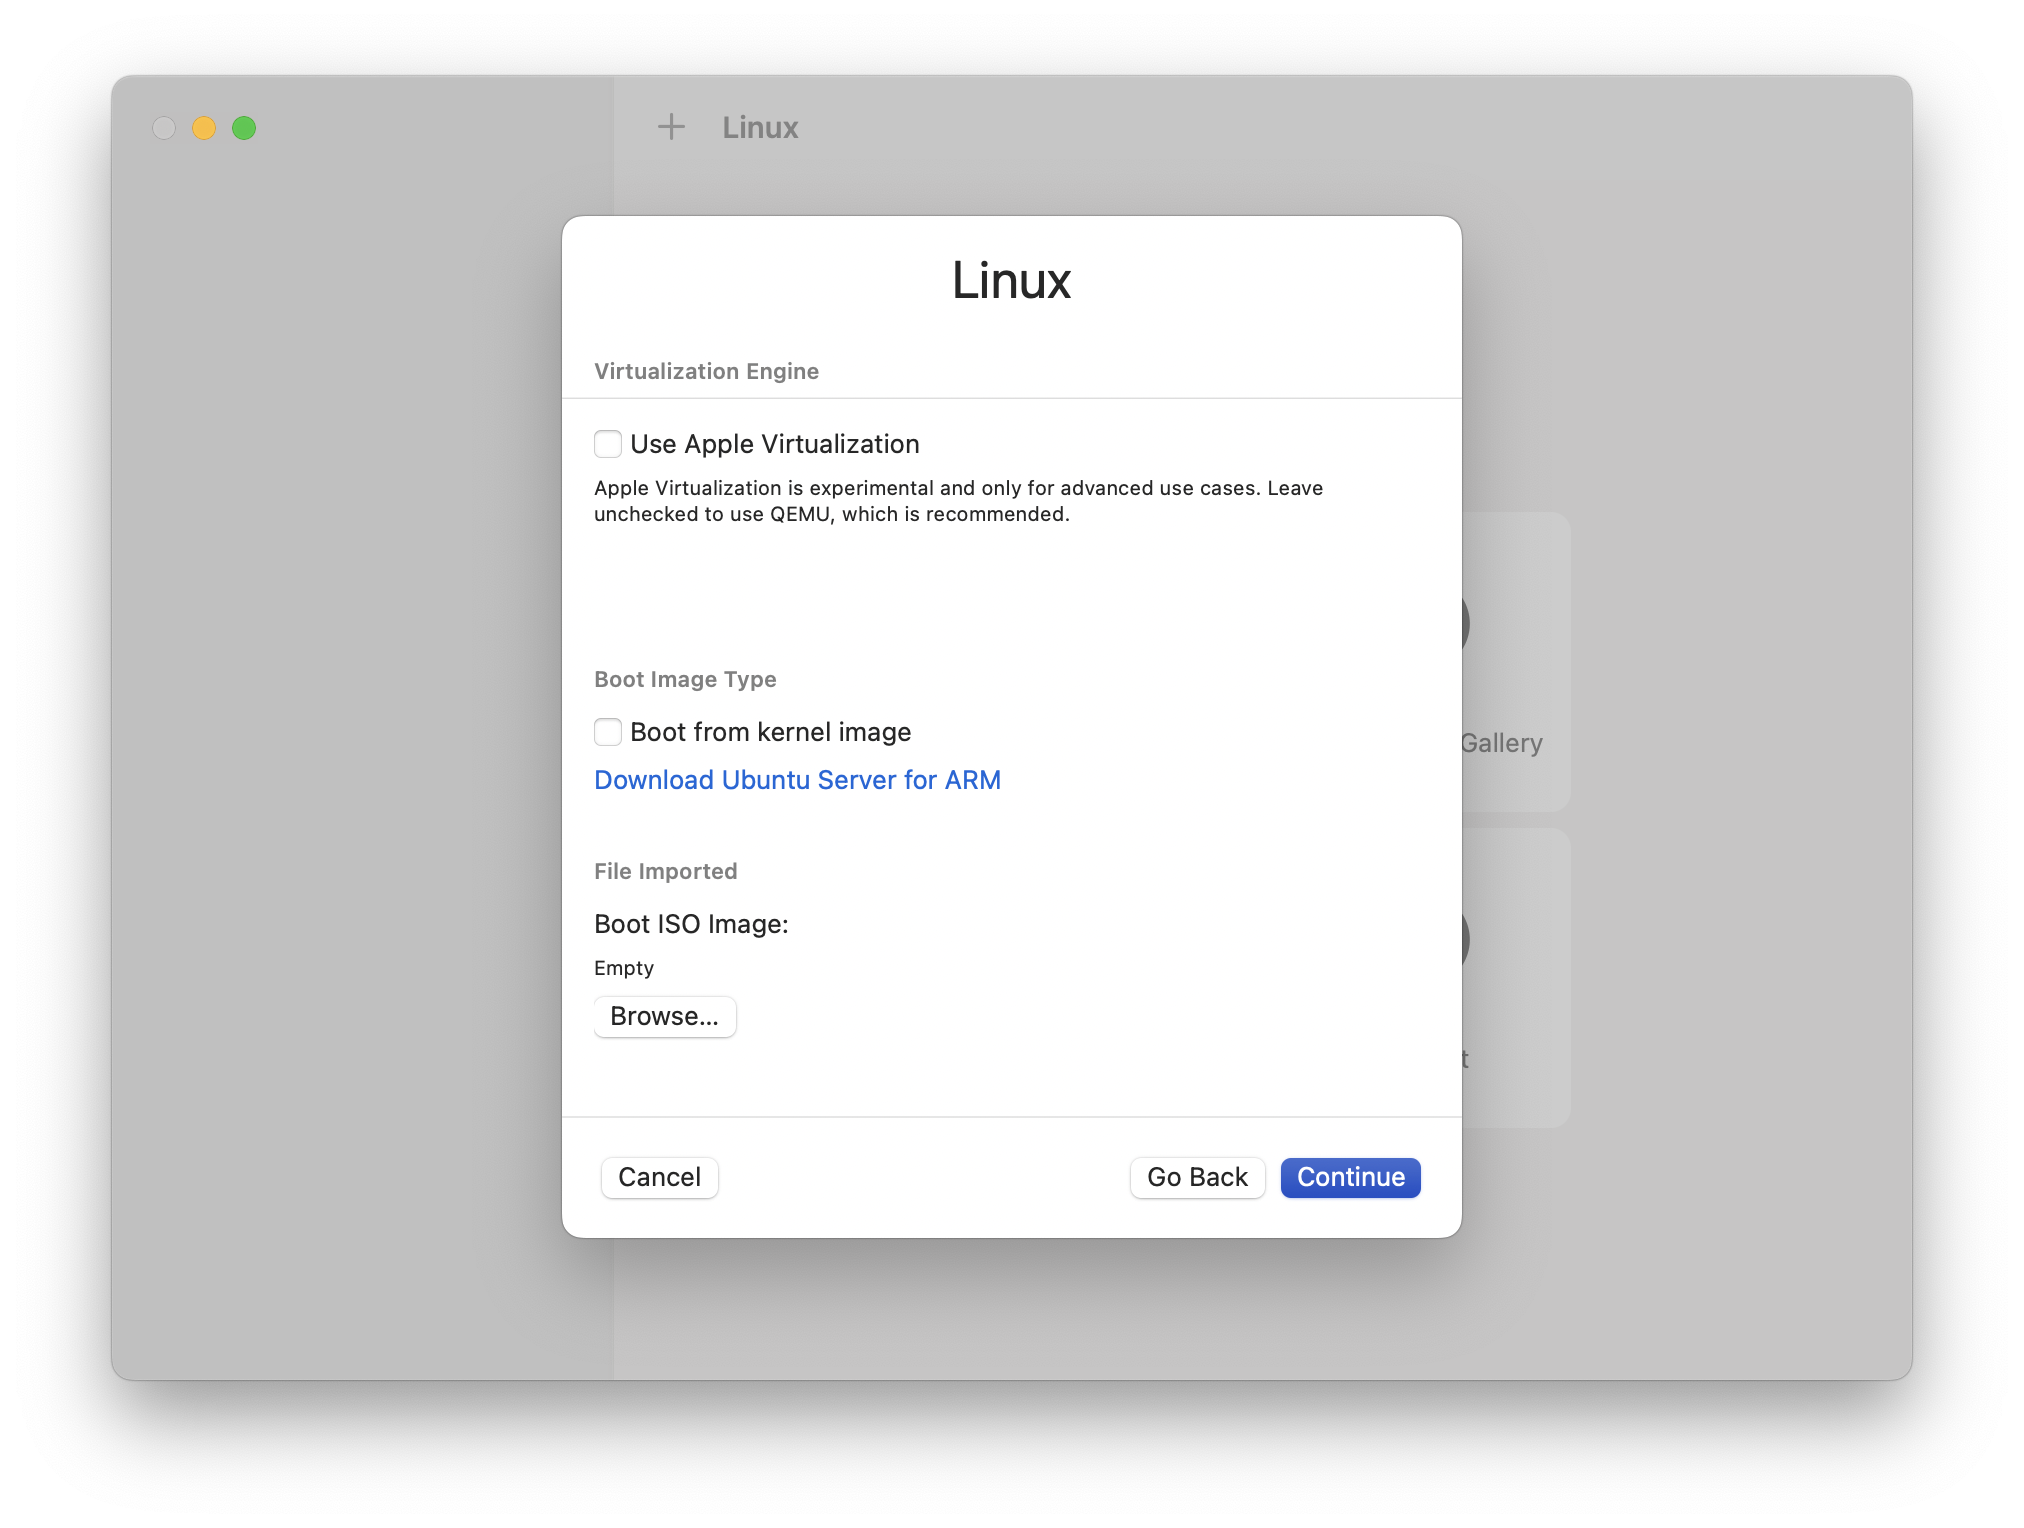 Linux
Linux
Virtualization Engine
Use Apple Virtualization
Apple Virtualization is experimental and only for advanced use cases. Leave
unchecked to use QEMU, which is recommended.
Boot Image Type
Boot from kernel image
Download Ubuntu Server for ARM
File Imported
Boot ISO Image:
Empty
Browse...
Cancel
Go Back
Continue
Gallery